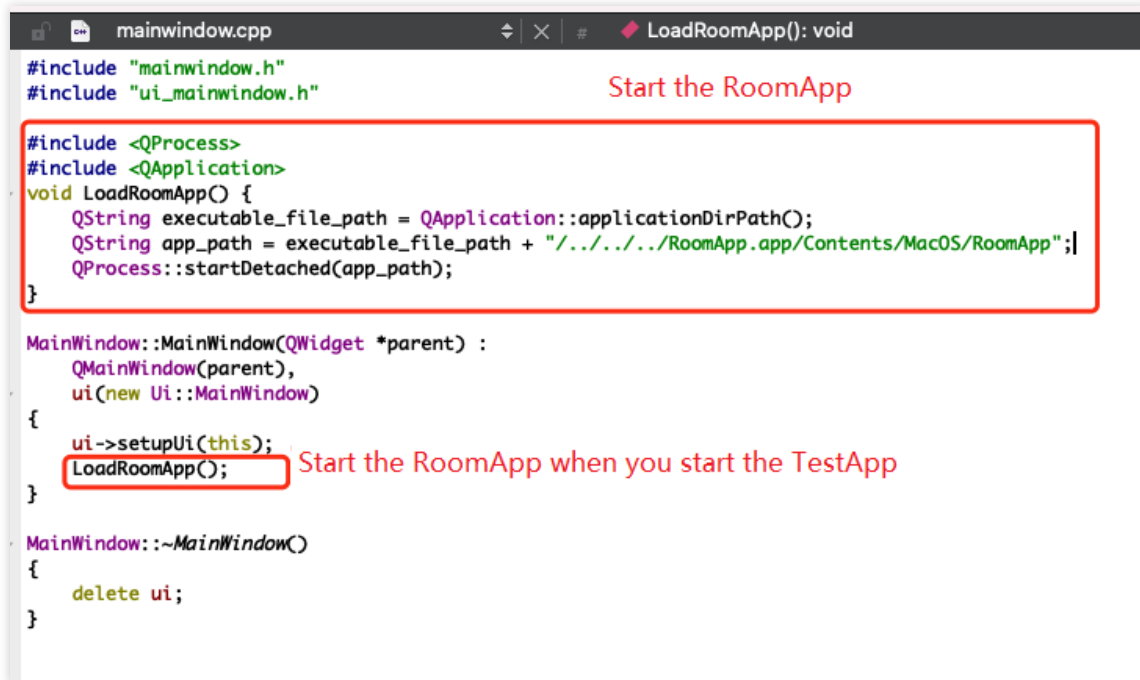 C++ mainwindow.cpp # LoadRoomApp(): void
#include "mainwindow.h"
#include "ui_mainwindow.h"
Start the RoomApp
#include <QProcess>
#include <QApplication>
void LoadRoomApp() {
    QString executable_file_path = QApplication::applicationDirPath();
    QString app_path = executable_file_path + "/../../../RoomApp.app/Contents/MacOS/RoomApp";
    QProcess::startDetached(app_path);
}
MainWindow::MainWindow(QWidget *parent) :
    QMainWindow(parent),
    ui(new Ui::MainWindow)
{
    ui->setupUi(this);
    LoadRoomApp(); Start the RoomApp when you start the TestApp
}
MainWindow::~MainWindow()
{
    delete ui;
}